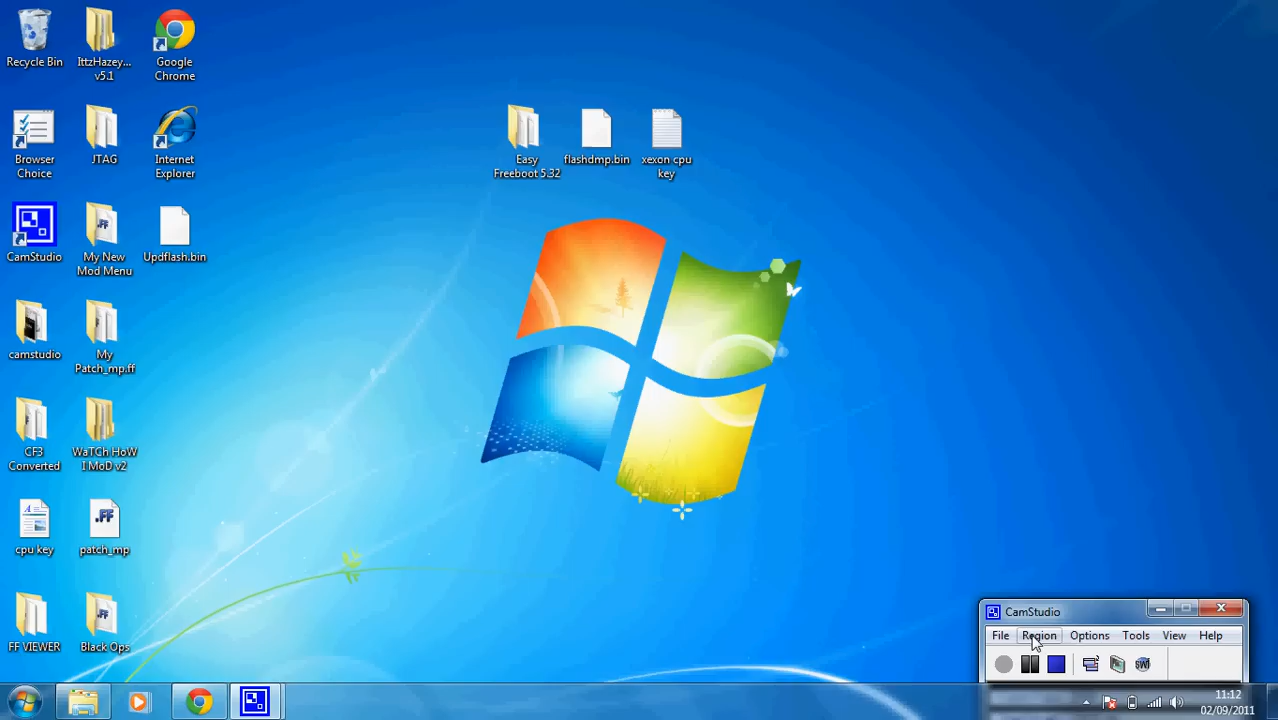 Recycle Bin
IttzHazey...
v5.1
Google
Chrome
Browser
Choice
JTAG
Internet
Explorer
Easy
Freeboot 5.32
flashdmp.bin
xexon cpu
key
CamStudio
My New
Mod Menu
Updflash.bin
camstudio
My
Patch_mp.ff
CF3
Converted
WaTCh HoW
I MoD v2
cpu key
.FF
patch_mp
FF VIEWER
.FF
Black Ops
CamStudio
File Region Options Tools View Help
SWF
11:12
02/09/2011